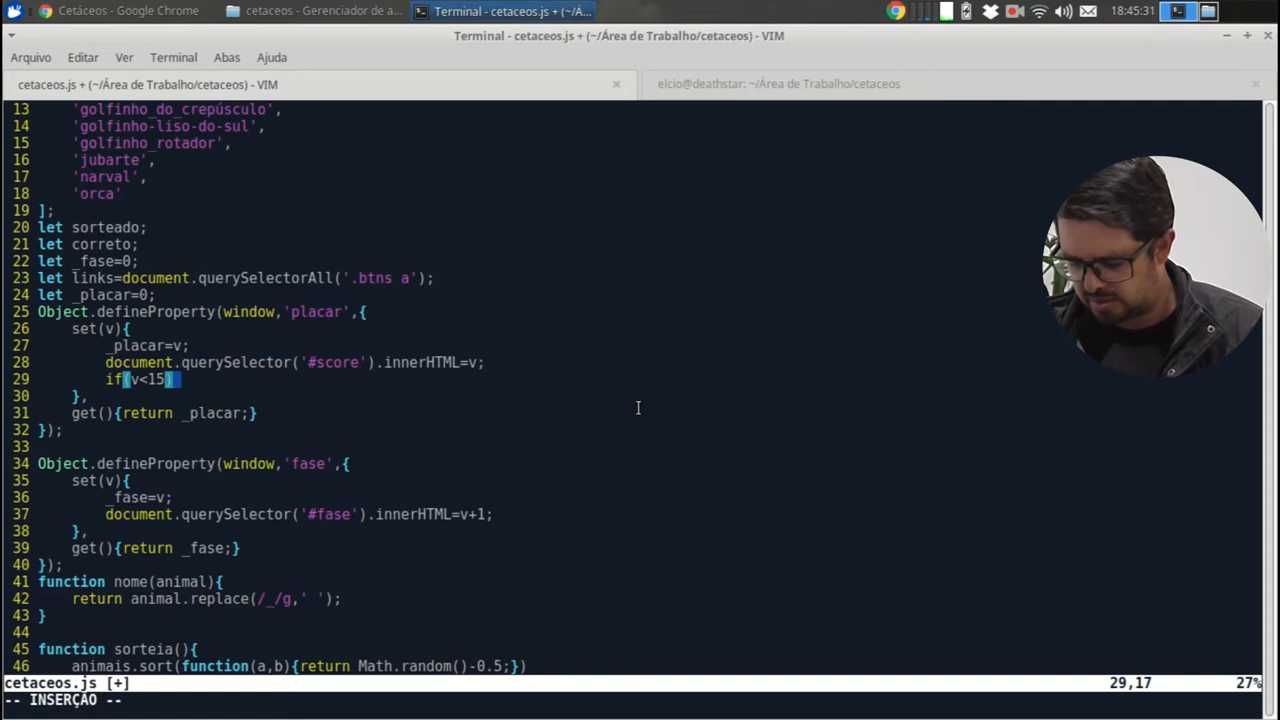 Cetáceos - Google Chrome
cetaceos - Gerenciador de a...
Terminal - cetaceos.js + (~/Á...
18:45:31
Terminal - cetaceos.js + (~/Área de Trabalho/cetaceos) - VIM
Arquivo Editar Ver Terminal Abas Ajuda
cetaceos.js + (~/Área de Trabalho/cetaceos) - VIM
elcio@deathstar: ~/Área de Trabalho/cetaceos
13 'golfinho_do_crepúsculo',
14 'golfinho-liso-do-sul',
15 'golfinho_rotador',
16 'jubarte',
17 'narval',
18 'orca'
19 ];
20 let sorteado;
21 let correto;
22 let _fase=0;
23 let links=document.querySelectorAll('.btns a');
24 let _placar=0;
25 Object.defineProperty(window,'placar',{
26 set(v){
27 _placar=v;
28 document.querySelector('#score').innerHTML=v;
29 if(v<15)
30 },
31 get(){return _placar;}
32 });
33
34 Object.defineProperty(window,'fase',{
35 set(v){
36 _fase=v;
37 document.querySelector('#fase').innerHTML=v+1;
38 },
39 get(){return _fase;}
40 });
41 function nome(animal){
42 return animal.replace(/_/g,' ');
43 }
44
45 function sorteia(){
46 animais.sort(function(a,b){return Math.random()-0.5;})
cetaceos.js [+] 29,17 27%
-- INSERÇÃO --